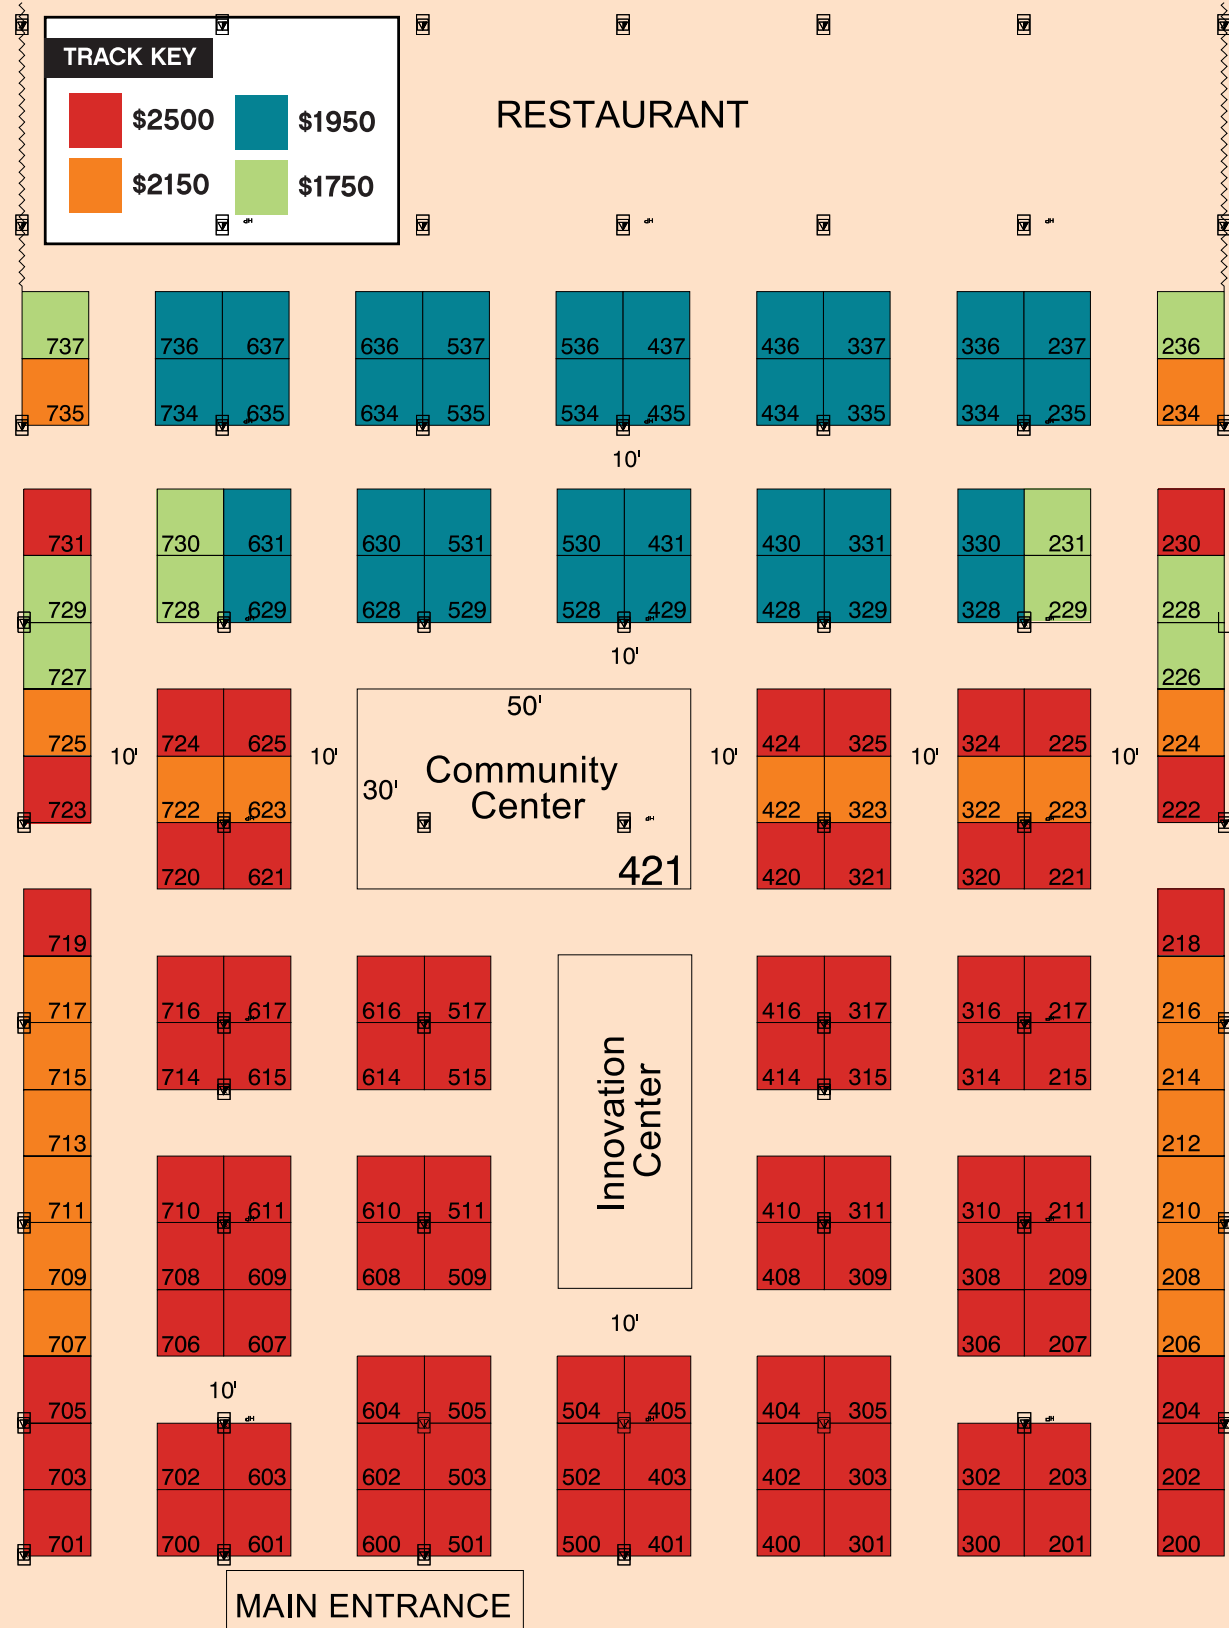 TRACK KEY
$2500 $1950
$2150 $1750
RESTAURANT
737 736 637 636 537 536 437 436 337 336 237 236
735 734 635 634 535 534 435 434 335 334 235 234
10'
731 730 631 630 531 530 431 430 331 330 231 230
729 728 629 628 529 528 429 428 329 328 229 228
10'
727 226
50'
725 10' 724 625 10' 10' 424 325 10' 324 225 10' 224
30' Community
Center
723 722 623 422 323 322 223 222
720 621 421 420 321 320 221
719 218
717 716 617 616 517 416 317 316 217 216
715 714 615 614 515 414 315 314 215 214
Innovation
Center
713 212
711 710 611 610 511 410 311 310 211 210
709 708 609 608 509 408 309 308 209 208
10'
707 706 607 306 207 206
10'
705 604 505 504 405 404 305 204
703 702 603 602 503 502 403 402 303 302 203 202
701 700 601 600 501 500 401 400 301 300 201 200
MAIN ENTRANCE